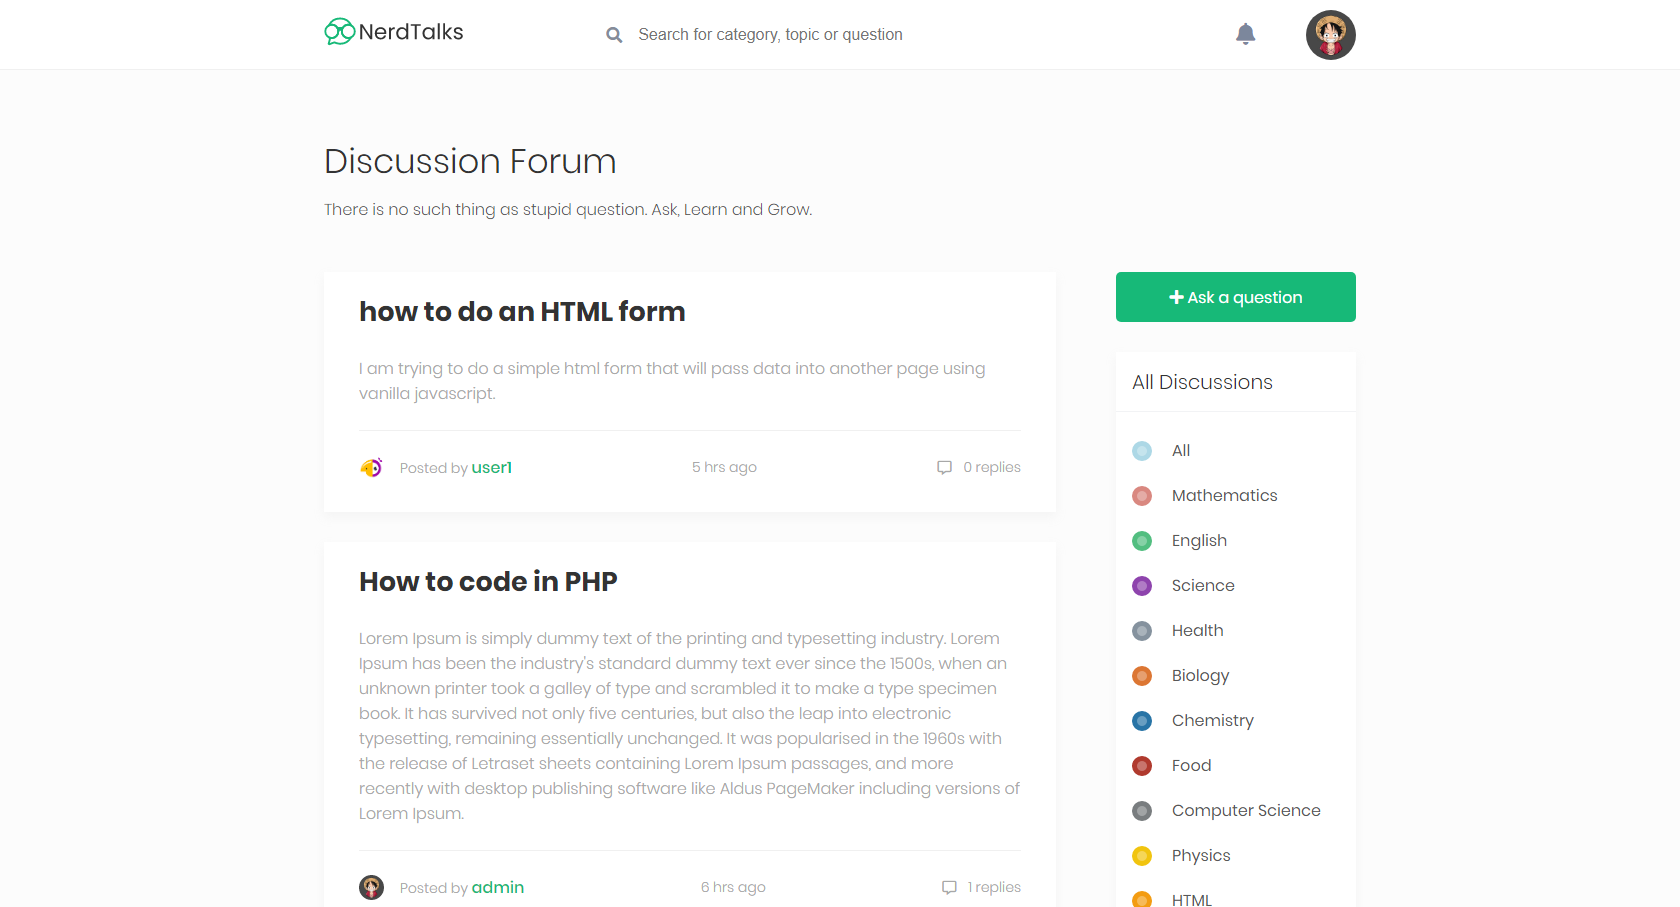 NerdTalks
Search for category, topic or question
Discussion Forum
There is no such thing as stupid question. Ask, Learn and Grow.
how to do an HTML form
I am trying to do a simple html form that will pass data into another page using
vanilla javascript.
Posted by user1
5 hrs ago
0 replies
How to code in PHP
Lorem Ipsum is simply dummy text of the printing and typesetting industry. Lorem
Ipsum has been the industry's standard dummy text ever since the 1500s, when an
unknown printer took a galley of type and scrambled it to make a type specimen
book. It has survived not only five centuries, but also the leap into electronic
typesetting, remaining essentially unchanged. It was popularised in the 1960s with
the release of Letraset sheets containing Lorem Ipsum passages, and more
recently with desktop publishing software like Aldus PageMaker including versions of
Lorem Ipsum.
Posted by admin
6 hrs ago
1 replies
Ask a question
All Discussions
All
Mathematics
English
Science
Health
Biology
Chemistry
Food
Computer Science
Physics
HTML